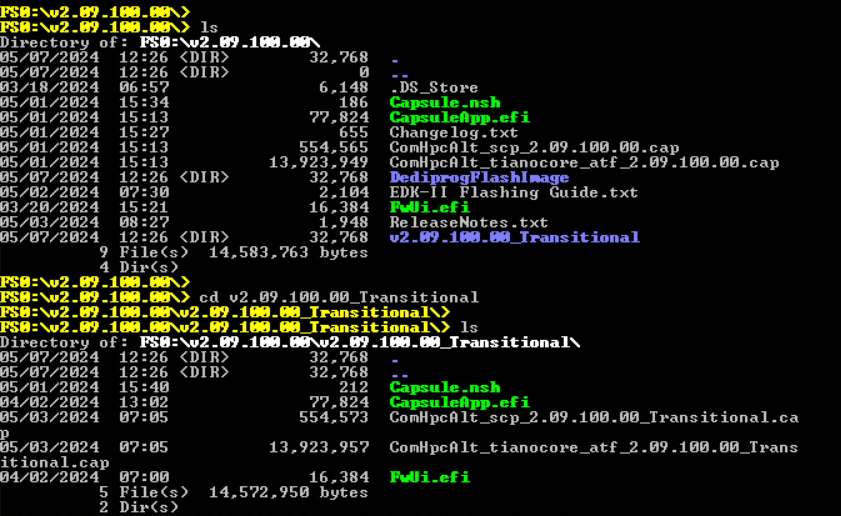 FS0:\v2.09.100.00\>
FS0:\v2.09.100.00\> ls
Directory of: FS0:\v2.09.100.00\
05/07/2024  12:26 <DIR>        32,768  .
05/07/2024  12:26 <DIR>             0  ..
03/18/2024  06:57               6,148  .DS_Store
05/01/2024  15:34                 186  Capsule.nsh
05/01/2024  15:13              77,824  CapsuleApp.efi
05/01/2024  15:27                 655  Changelog.txt
05/01/2024  15:13             554,565  ComHpcAlt_scp_2.09.100.00.cap
05/01/2024  15:13          13,923,949  ComHpcAlt_tianocore_atf_2.09.100.00.cap
05/07/2024  12:26 <DIR>        32,768  DediprogFlashImage
05/02/2024  07:30               2,104  EDK-II Flashing Guide.txt
03/20/2024  15:21              16,384  FwUi.efi
05/03/2024  08:27               1,948  ReleaseNotes.txt
05/07/2024  12:26 <DIR>        32,768  v2.09.100.00_Transitional
9 File(s)  14,583,763 bytes
4 Dir(s)
FS0:\v2.09.100.00\>
FS0:\v2.09.100.00\> cd v2.09.100.00_Transitional
FS0:\v2.09.100.00\v2.09.100.00_Transitional\>
FS0:\v2.09.100.00\v2.09.100.00_Transitional\> ls
Directory of: FS0:\v2.09.100.00\v2.09.100.00_Transitional\
05/07/2024  12:26 <DIR>        32,768  .
05/07/2024  12:26 <DIR>        32,768  ..
05/01/2024  15:40                 212  Capsule.nsh
04/02/2024  13:02              77,824  CapsuleApp.efi
05/03/2024  07:05             554,573  ComHpcAlt_scp_2.09.100.00_Transitional.ca
p
05/03/2024  07:05          13,923,957  ComHpcAlt_tianocore_atf_2.09.100.00_Trans
itional.cap
04/02/2024  07:00              16,384  FwUi.efi
5 File(s)  14,572,950 bytes
2 Dir(s)